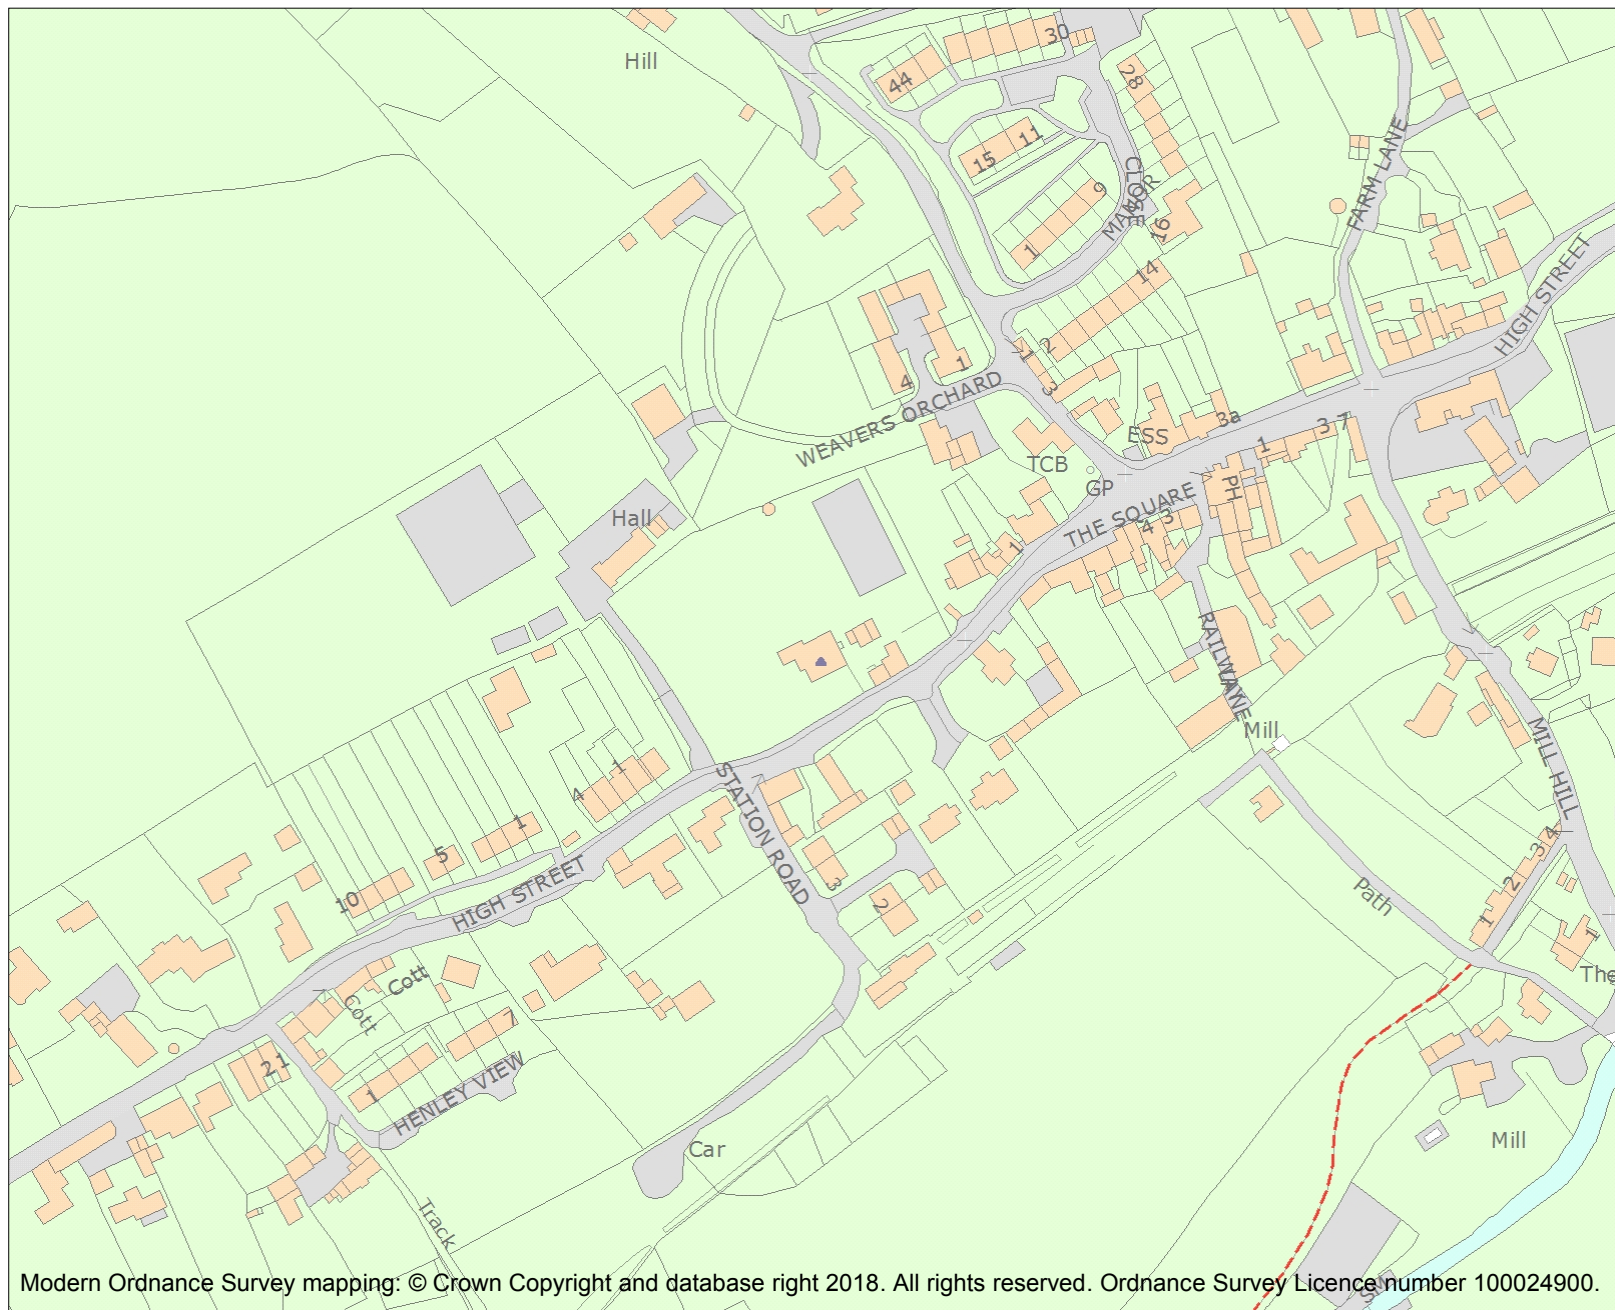 Hill
30
44
28
15
11
CLOSE
9
MANOR
16
1
14
FARM LANE
HIGH STREET
1
2
3
4
1
WEAVERS ORCHARD
ESS
3a
1
3
7
TCB
GP
PH
THE SQUARE
4
3
Hall
1
RAILWAY
LANE
Mill
MILL HILL
STATION ROAD
1
4
1
5
10
HIGH STREET
3
2
Path
4
3
2
1
1
The
Cott
Cott
7
2
1
1
HENLEY VIEW
Car
Mill
Track
Modern Ordnance Survey mapping: © Crown Copyright and database right 2018. All rights reserved. Ordnance Survey Licence number 100024900.